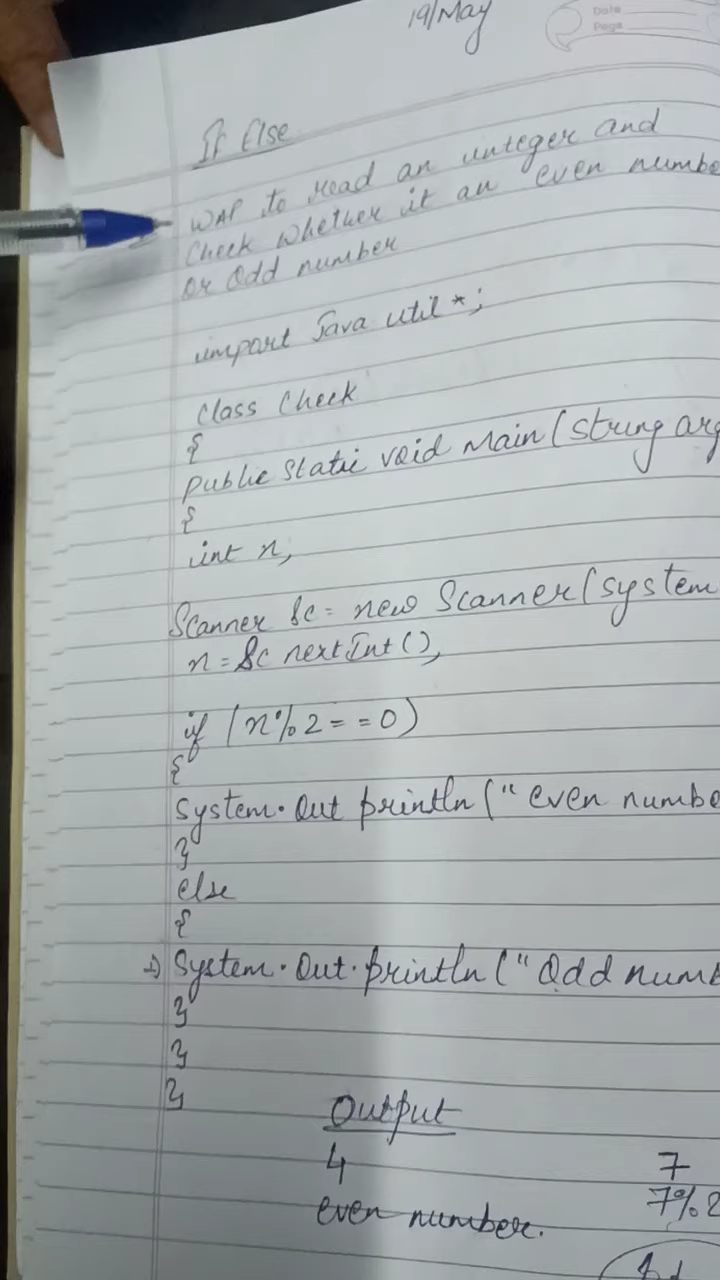 19/May
Date
Page
If Else
WAP to read an integer and
Check whether it an even numbe
or Odd number
import Java util *;
Class Check
{
public static void Main (string arg
{
int n,
Scanner Sc = new Scanner (system
n = Sc nextInt (),
if (n%2 = = 0)
{
System. Out println (" even numbe
}
else
{
System. Out. println (" Odd numb
}
}
}
Output
4 7
even number. 7%2